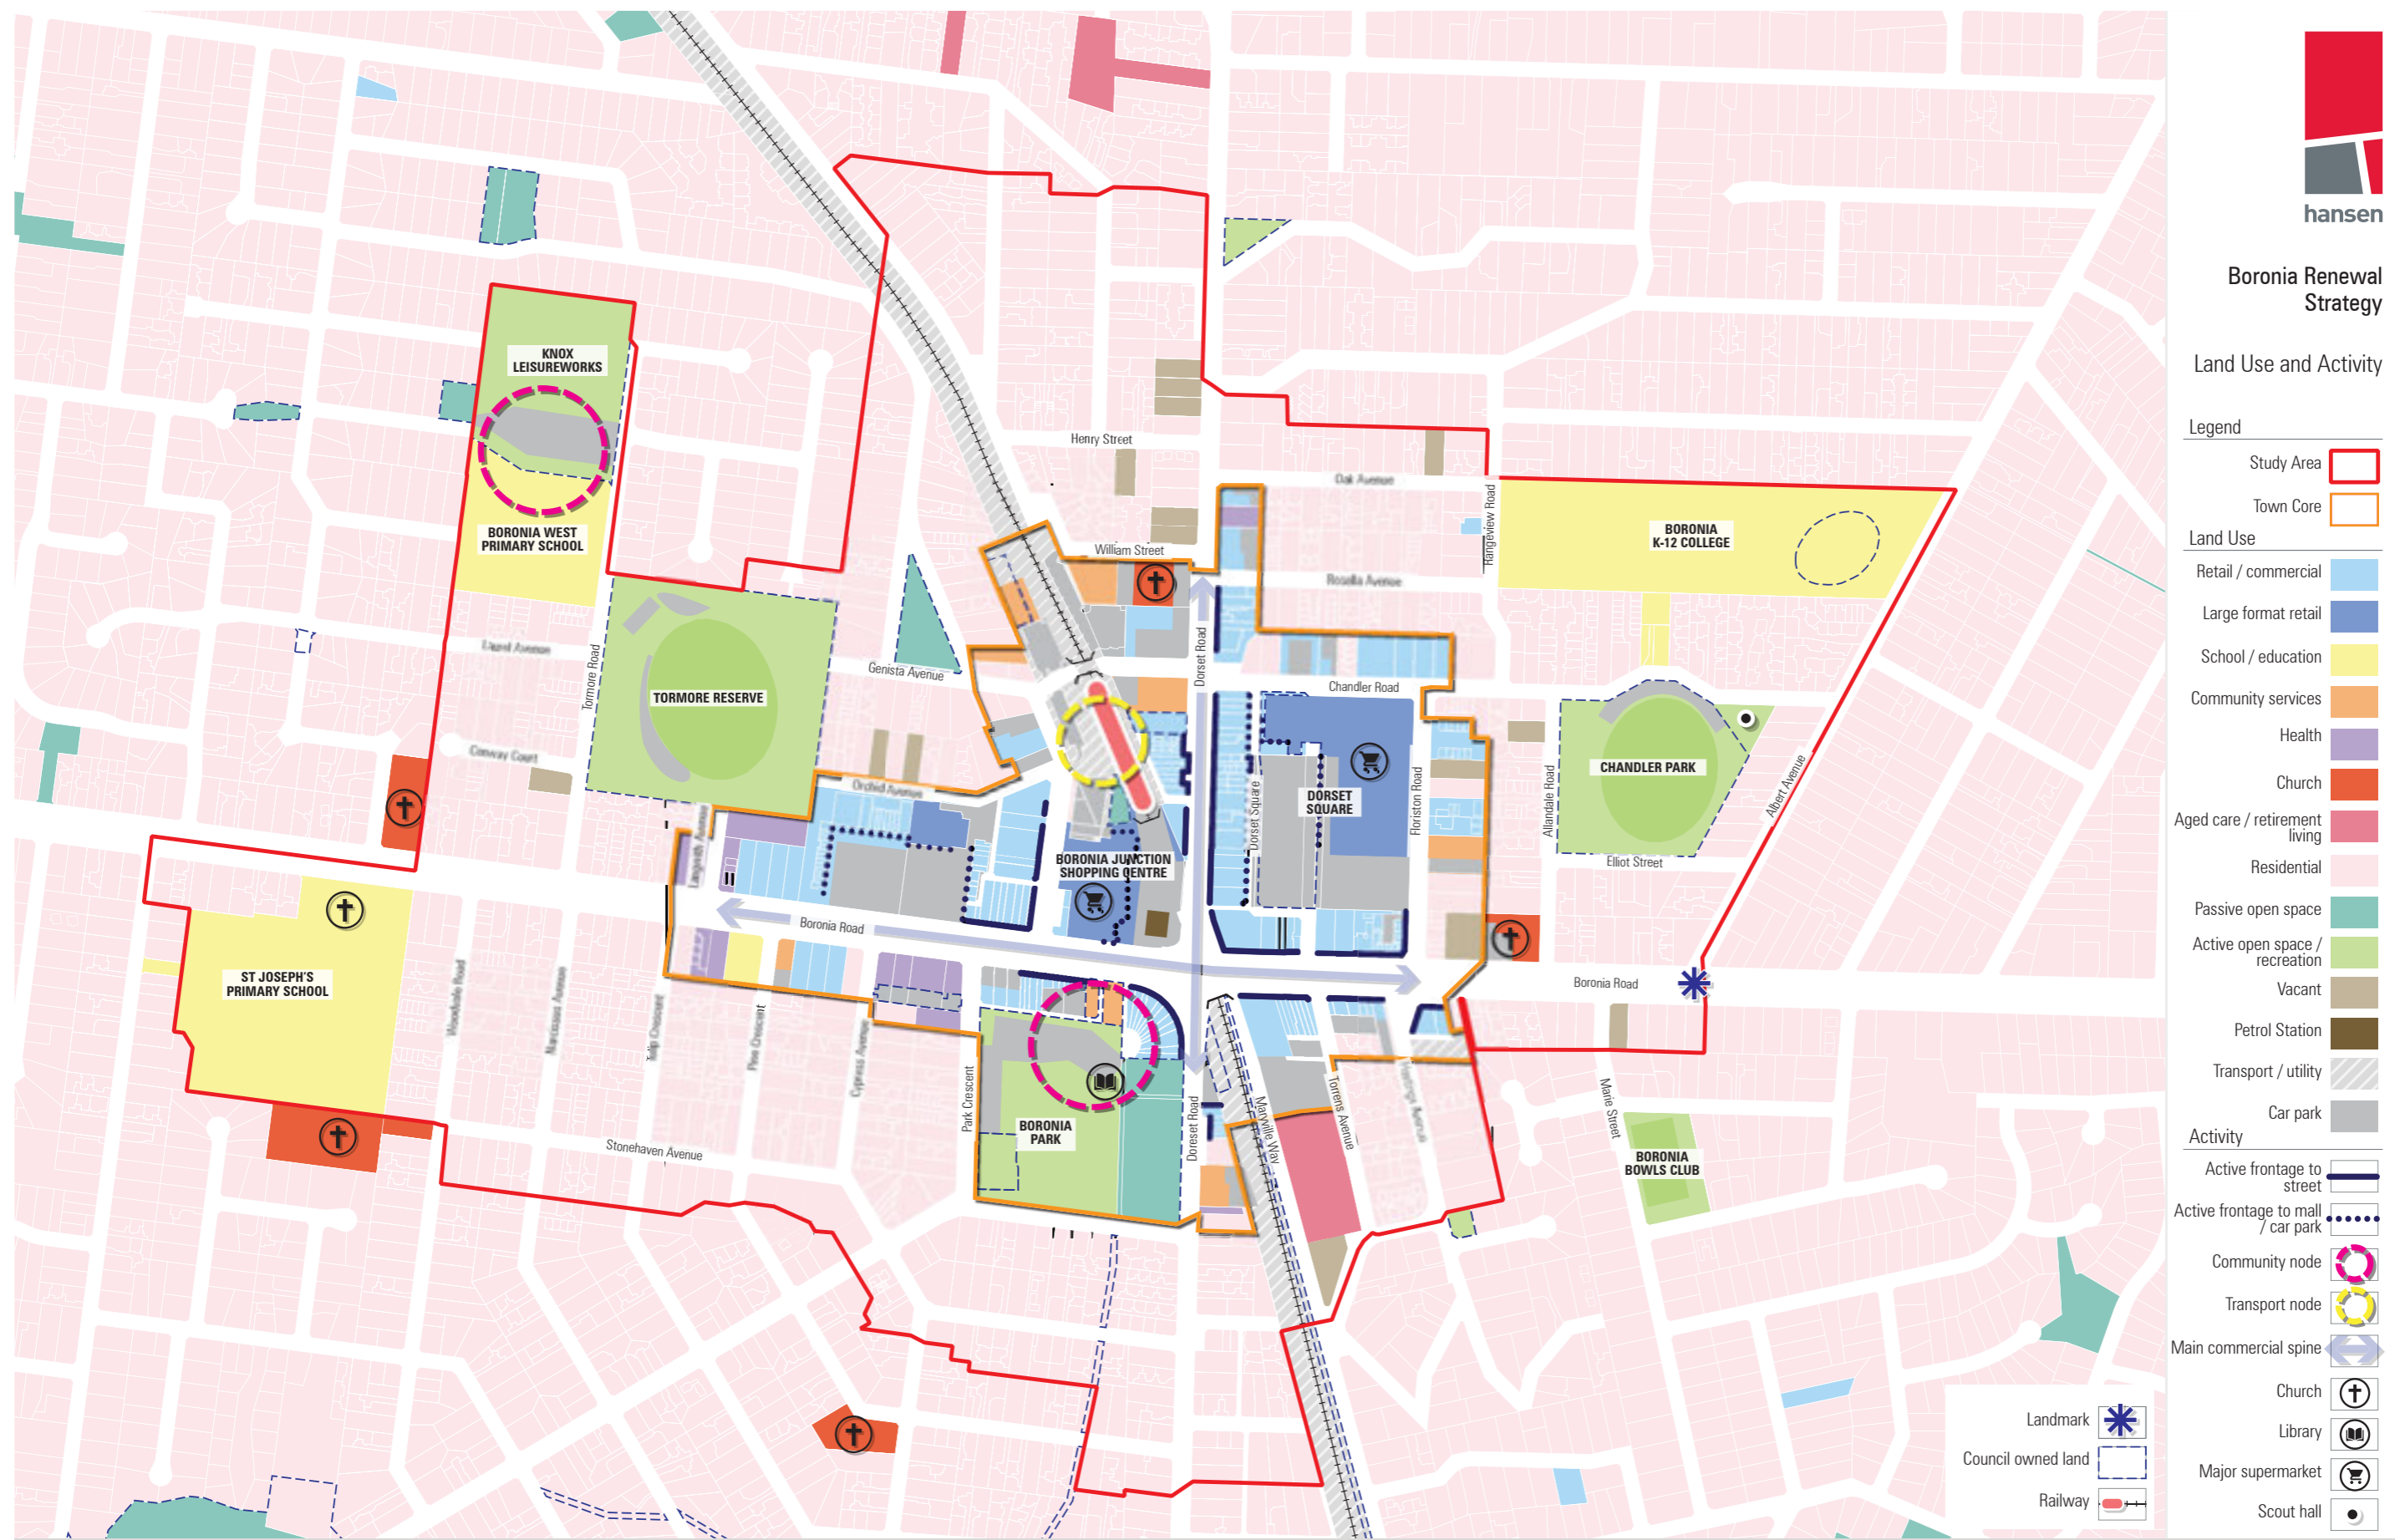 hansen
Boronia Renewal
Strategy
Land Use and Activity
Legend
Study Area
Town Core
Land Use
Retail / commercial
Large format retail
School / education
Community services
Health
Church
Aged care / retirement
living
Residential
Passive open space
Active open space /
recreation
Vacant
Petrol Station
Transport / utility
Car park
Activity
Active frontage to
street
Active frontage to mall
/ car park
Community node
Transport node
Main commercial spine
Church
Library
Major supermarket
Scout hall
Landmark
Council owned land
Railway
KNOX
LEISUREWORKS
BORONIA WEST
PRIMARY SCHOOL
Henry Street
Oak Avenue
Rangeview Road
BORONIA
K-12 COLLEGE
William Street
Rosella Avenue
Laurel Avenue
Tormore Road
TORMORE RESERVE
Genista Avenue
Dorset Road
Chandler Road
Conway Court
Orchid Avenue
CHANDLER PARK
Albert Avenue
Allandale Road
DORSET
SQUARE
Dorset Square
Floriston Road
Elliot Street
BORONIA JUNCTION
SHOPPING CENTRE
Boronia Road
Boronia Road
ST JOSEPH'S
PRIMARY SCHOOL
Woodvale Road
Narcissus Avenue
Tulip Crescent
Pine Crescent
Cypress Avenue
Park Crescent
Stonehaven Avenue
BORONIA
PARK
Doreset Road
Maryville Way
Torrens Avenue
Hastings Avenue
Marie Street
BORONIA
BOWLS CLUB